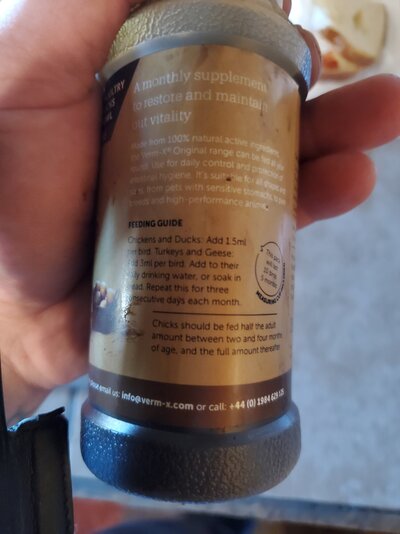 A monthly supplement
to restore and maintain
gut vitality
Made from 100% natural active ingredients
the Verm-X® Original range can be fed all year
round. Use for daily control and protection of
intestinal hygiene. It's suitable for all shapes and
sizes, from pets with sensitive stomachs, to
breeds and high-performance animals.
FEEDING GUIDE
Chickens and Ducks: Add 1.5ml
per bird. Turkeys and Geese:
Add 3ml per bird. Add to their
daily drinking water, or soak in
bread. Repeat this for three
consecutive days each month.
This pack
will last
MEASURING
Chicks should be fed half the adult
amount between two and four months
of age, and the full amount thereafter.
please email us: info@verm-x.com or call: +44 (0) 1984 629 125